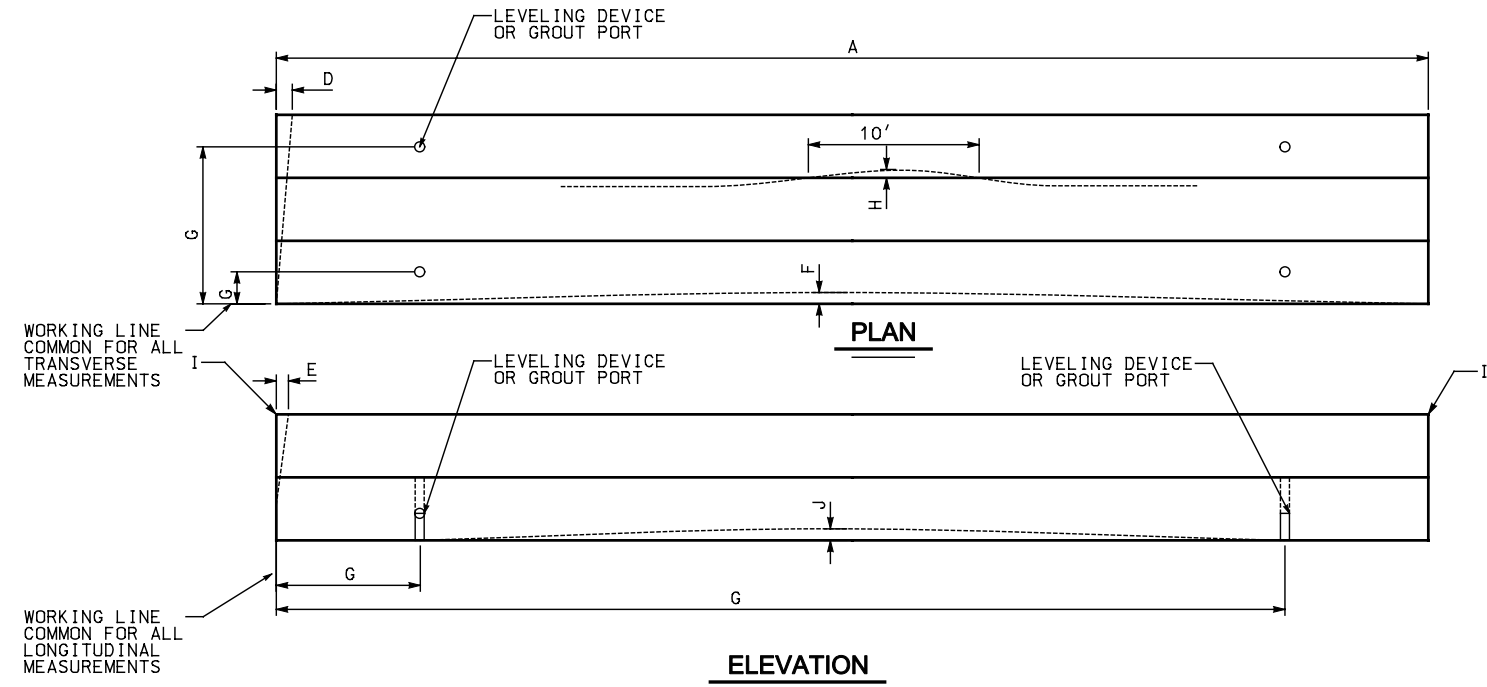 LEVELING DEVICE
OR GROUT PORT
A
D
10'
H
G
G
F
WORKING LINE
COMMON FOR ALL
TRANSVERSE
MEASUREMENTS
PLAN
I
E
LEVELING DEVICE
OR GROUT PORT
LEVELING DEVICE
OR GROUT PORT
I
J
G
G
WORKING LINE
COMMON FOR ALL
LONGITUDINAL
MEASUREMENTS
ELEVATION